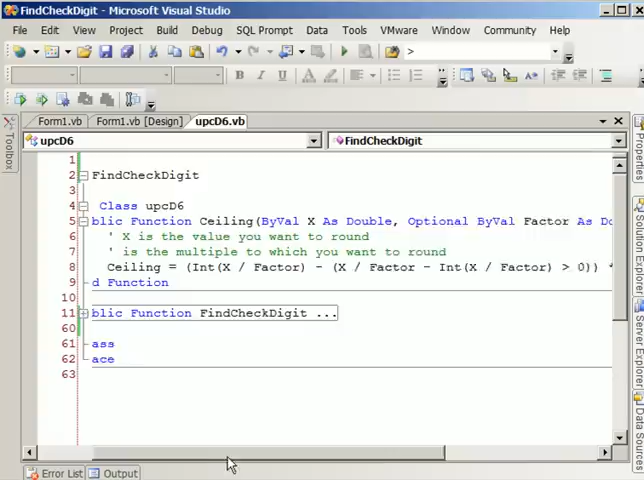 FindCheckDigit - Microsoft Visual Studio
File Edit View Project Build Debug SQL Prompt Data Tools VMware Window Community Help
>
B I U A
Form1.vb Form1.vb [Design] upcD6.vb
upcD6 FindCheckDigit
Toolbox
1
2 FindCheckDigit
3
4 Class upcD6
5 blic Function Ceiling(ByVal X As Double, Optional ByVal Factor As Do
6 ' X is the value you want to round
7 ' is the multiple to which you want to round
8 Ceiling = (Int(X / Factor) - (X / Factor - Int(X / Factor) > 0)) *
9 d Function
10
11 blic Function FindCheckDigit ...
60
61 ass
62 ace
63
Properties
Solution Explorer
Server Explorer
Data Sources
Error List Output